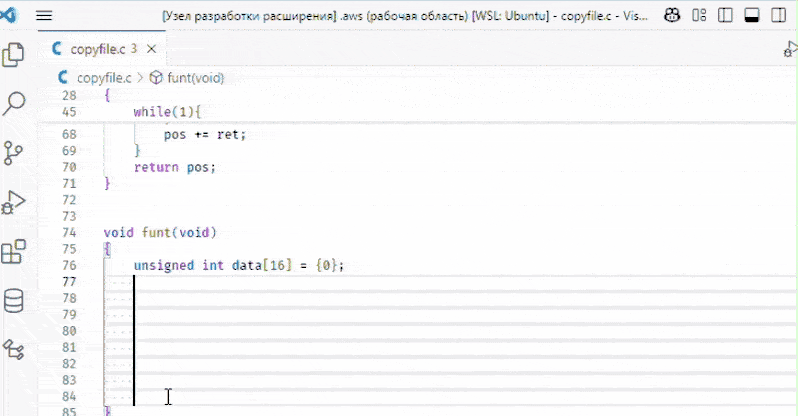 [Узел разработки расширения] .aws (рабочая область) [WSL: Ubuntu] - copyfile.c - Vis...
copyfile.c 3
copyfile.c > funt(void)
28 {
45 while(1){
68 pos += ret;
69 }
70 return pos;
71 }
72
73
74 void funt(void)
75 {
76 unsigned int data[16] = {0};
77
78
79
80
81
82
83
84
85 }